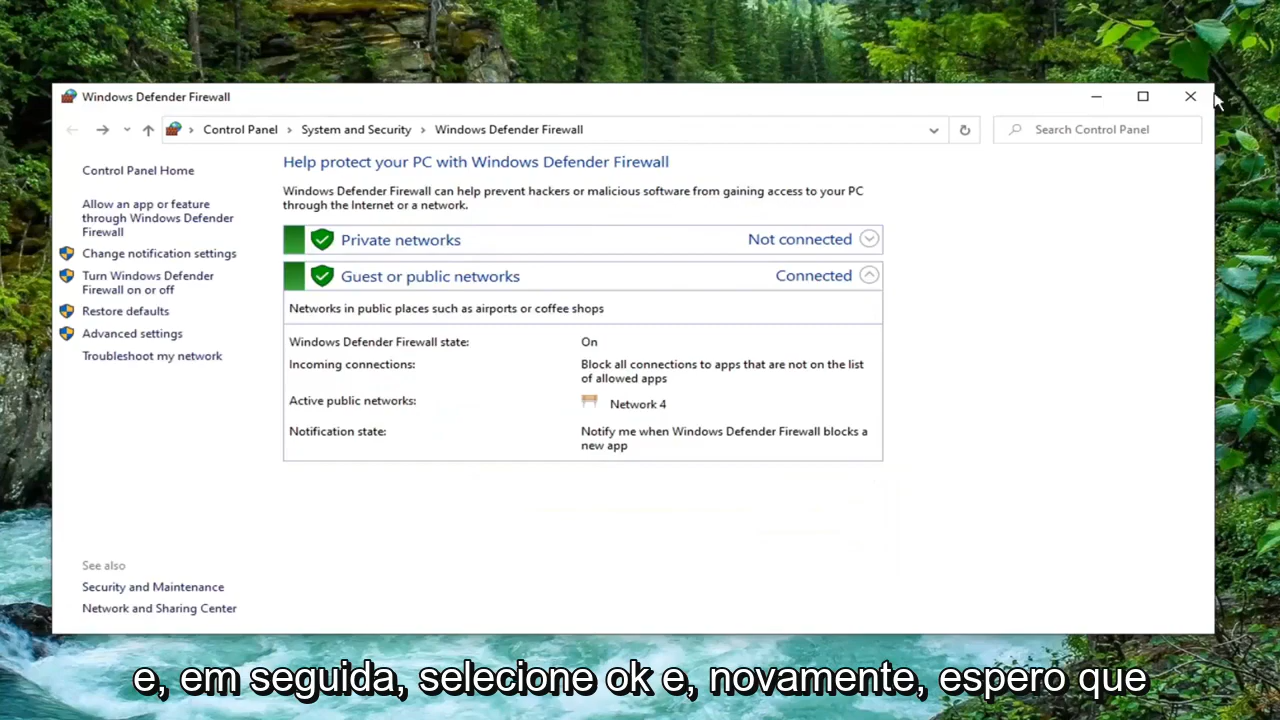 Windows Defender Firewall
Control Panel > System and Security > Windows Defender Firewall
Search Control Panel
Control Panel Home
Allow an app or feature
through Windows Defender
Firewall
Change notification settings
Turn Windows Defender
Firewall on or off
Restore defaults
Advanced settings
Troubleshoot my network
See also
Security and Maintenance
Network and Sharing Center
Help protect your PC with Windows Defender Firewall
Windows Defender Firewall can help prevent hackers or malicious software from gaining access to your PC
through the Internet or a network.
Private networks Not connected
Guest or public networks Connected
Networks in public places such as airports or coffee shops
Windows Defender Firewall state: On
Incoming connections: Block all connections to apps that are not on the list
of allowed apps
Active public networks: Network 4
Notification state: Notify me when Windows Defender Firewall blocks a
new app
e, em seguida, selecione ok e, novamente, espero que